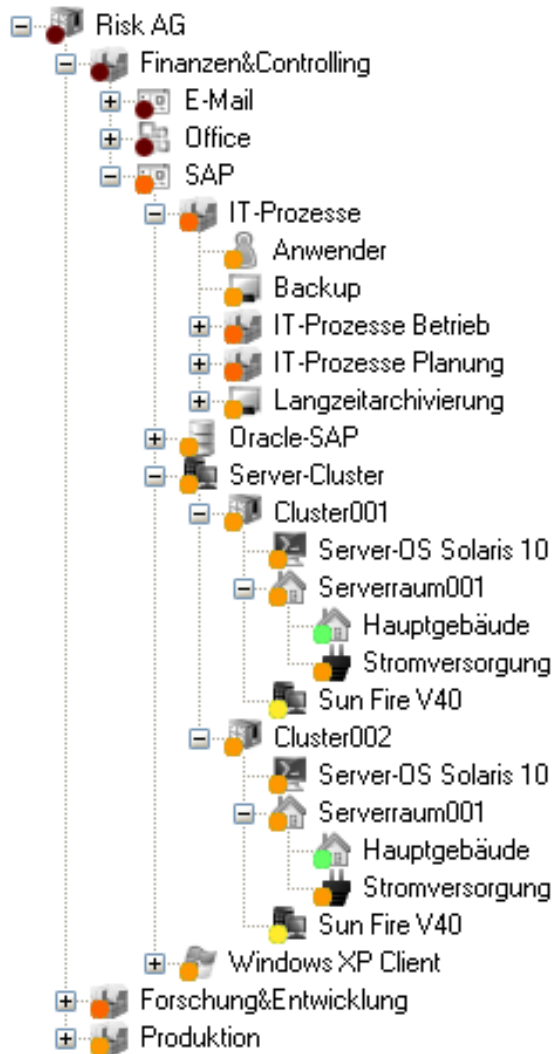 Risk AG
Finanzen&Controlling
E-Mail
Office
SAP
IT-Prozesse
Anwender
Backup
IT-Prozesse Betrieb
IT-Prozesse Planung
Langzeitarchivierung
Oracle-SAP
Server-Cluster
Cluster001
Server-OS Solaris 10
Serverraum001
Hauptgebäude
Stromversorgung
Sun Fire V40
Cluster002
Server-OS Solaris 10
Serverraum001
Hauptgebäude
Stromversorgung
Sun Fire V40
Windows XP Client
Forschung&Entwicklung
Produktion